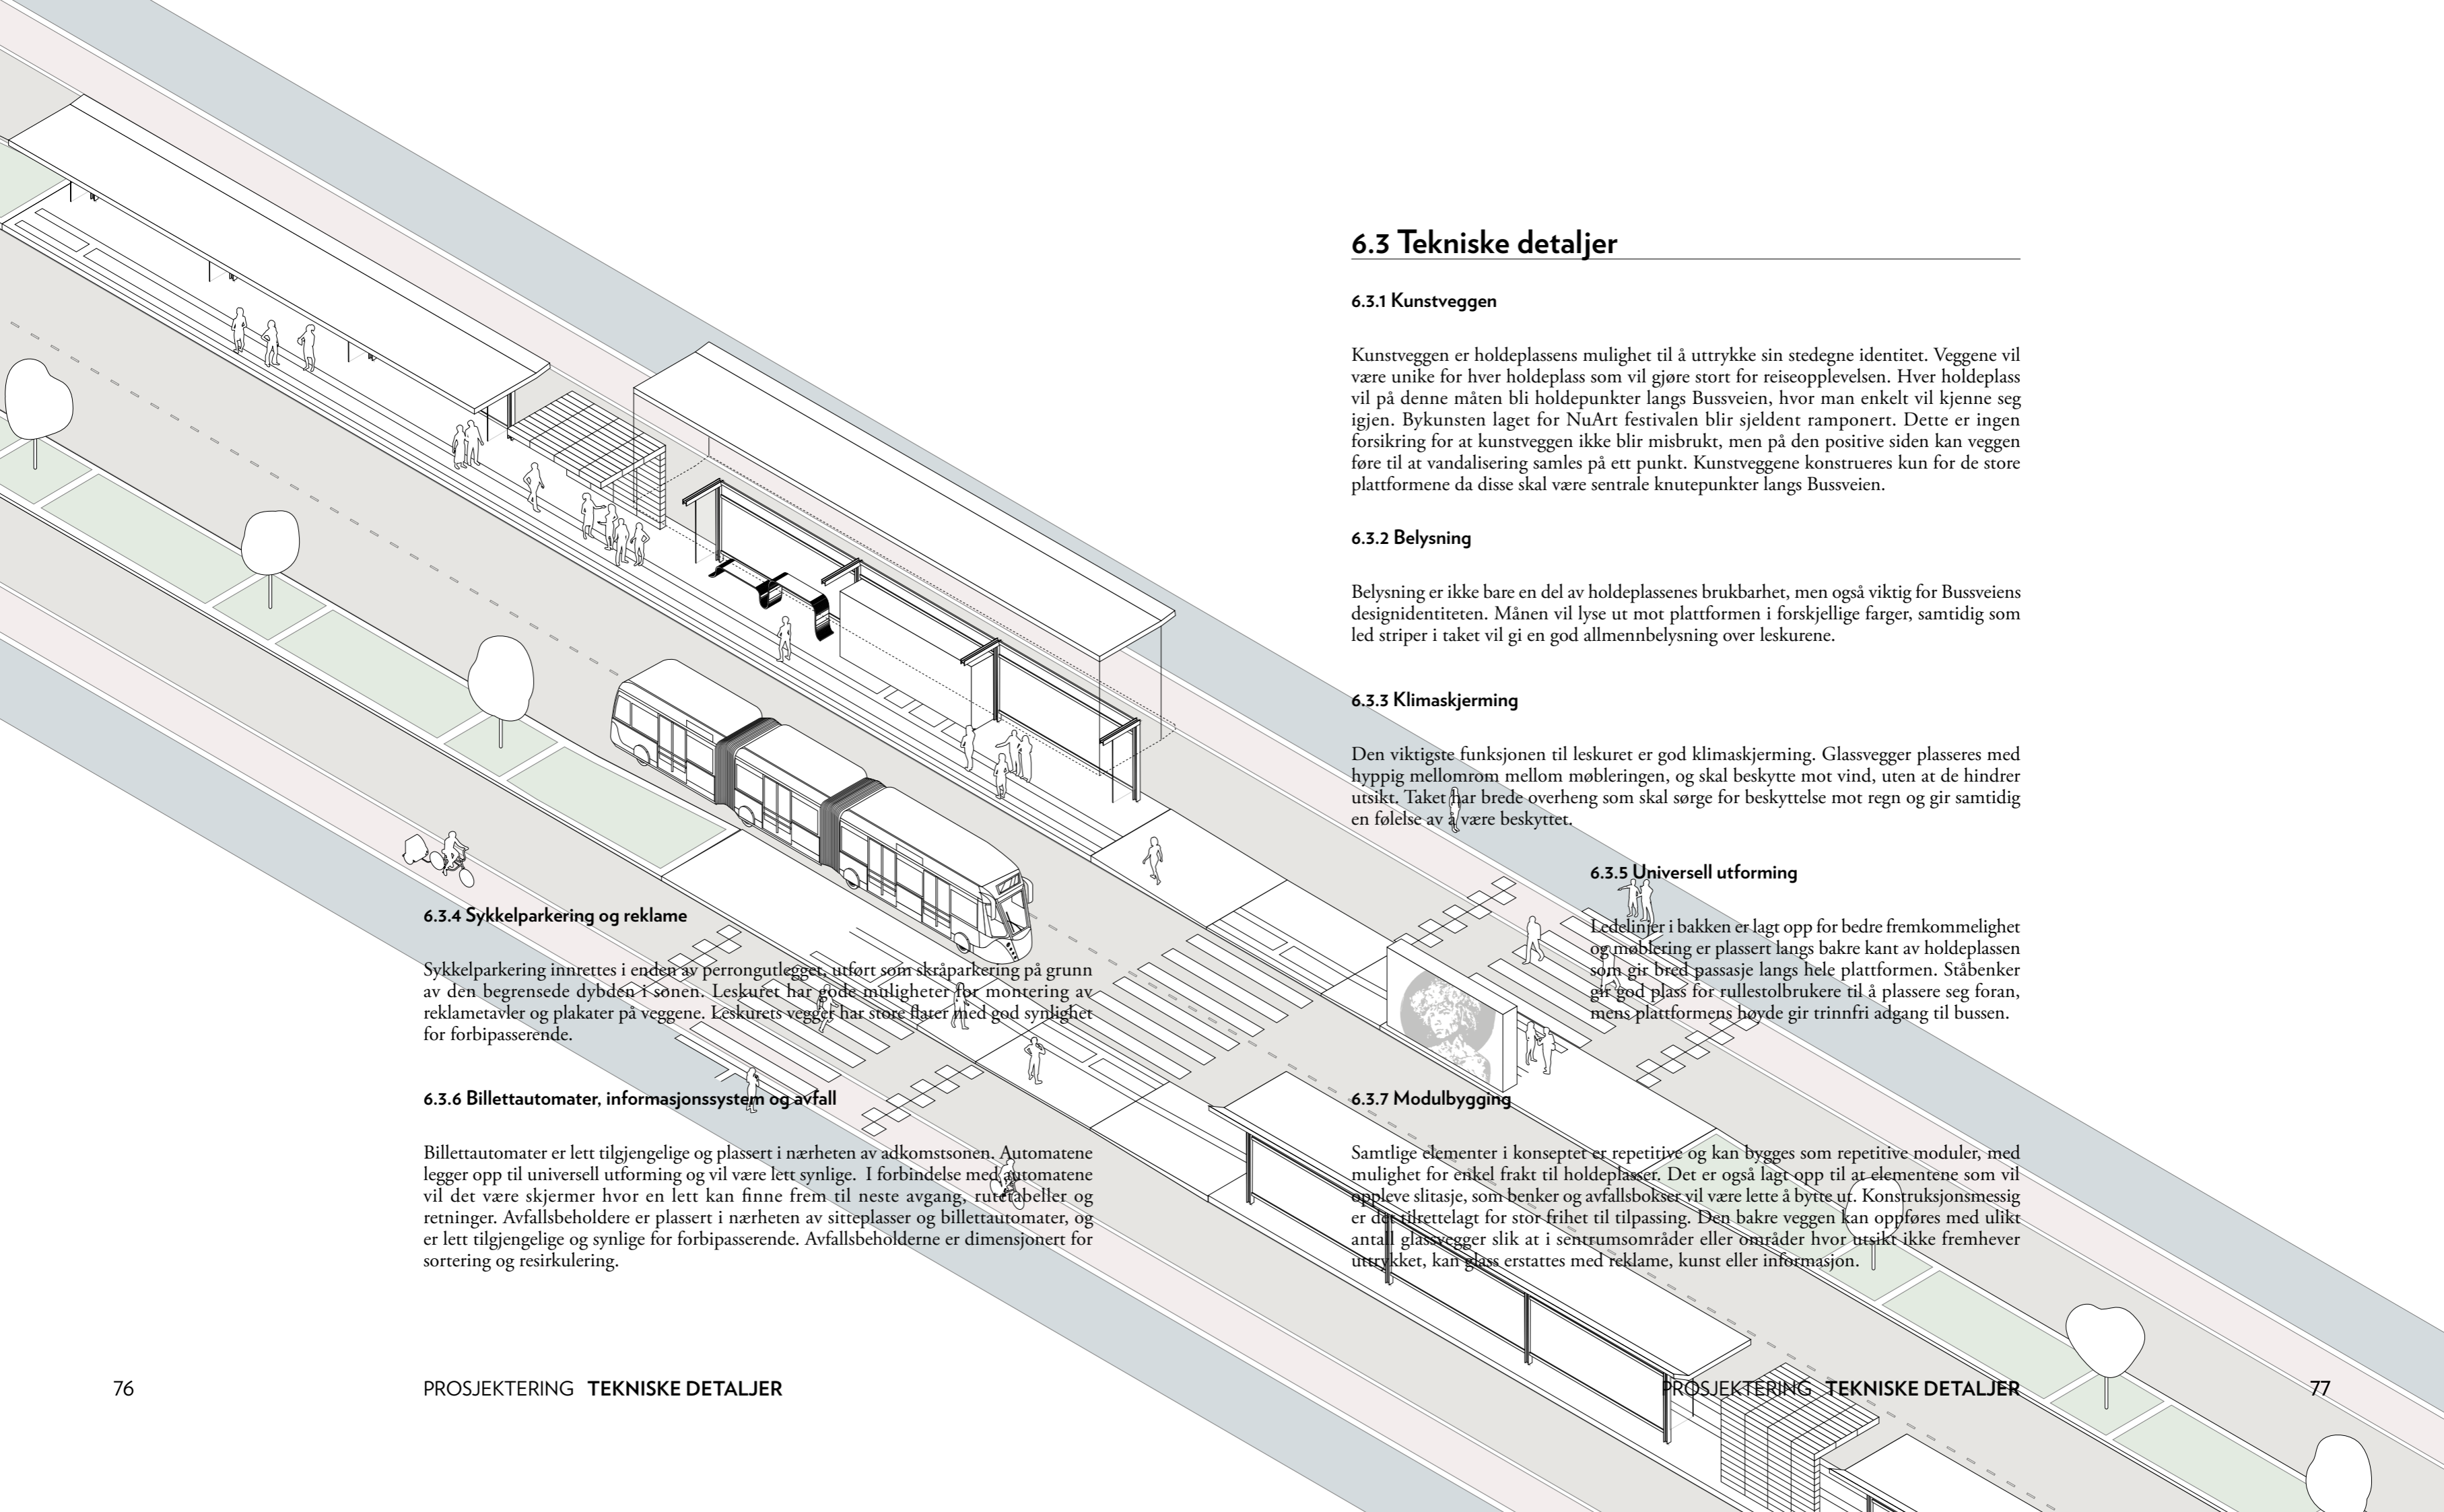 6.3 Tekniske detaljer
6.3.1 Kunstveggen
Kunstveggen er holdeplassens mulighet til å uttrykke sin stedegne identitet. Veggene vil
være unike for hver holdeplass som vil gjøre stort for reiseopplevelsen. Hver holdeplass
vil på denne måten bli holdepunkter langs Bussveien, hvor man enkelt vil kjenne seg
igjen. Bykunsten laget for NuArt festivalen blir sjeldent ramponert. Dette er ingen
forsikring for at kunstveggen ikke blir misbrukt, men på den positive siden kan veggen
føre til at vandalisering samles på ett punkt. Kunstveggene konstrueres kun for de store
plattformene da disse skal være sentrale knutepunkter langs Bussveien.
6.3.2 Belysning
Belysning er ikke bare en del av holdeplassenes brukbarhet, men også viktig for Bussveiens
designidentiteten. Månen vil lyse ut mot plattformen i forskjellige farger, samtidig som
led striper i taket vil gi en god allmennbelysning over leskurene.
6.3.3 Klimaskjerming
Den viktigste funksjonen til leskuret er god klimaskjerming. Glassvegger plasseres med
hyppig mellomrom mellom møbleringen, og skal beskytte mot vind, uten at de hindrer
utsikt. Taket har brede overheng som skal sørge for beskyttelse mot regn og gir samtidig
en følelse av å være beskyttet.
6.3.4 Sykkelparkering og reklame
Sykkelparkering innrettes i enden av perrongutlegget, utført som skråparkering på grunn
av den begrensede dybden i sonen. Leskuret har gode muligheter for montering av
reklametavler og plakater på veggene. Leskurets vegger har store flater med god synlighet
for forbipasserende.
6.3.5 Universell utforming
Ledelinjer i bakken er lagt opp for bedre fremkommelighet
og møblering er plassert langs bakre kant av holdeplassen
som gir bred passasje langs hele plattformen. Ståbenker
gir god plass for rullestolbrukere til å plassere seg foran,
mens plattformens høyde gir trinnfri adgang til bussen.
6.3.6 Billettautomater, informasjonssystem og avfall
Billettautomater er lett tilgjengelige og plassert i nærheten av adkomstsonen. Automatene
legger opp til universell utforming og vil være lett synlige. I forbindelse med automatene
vil det være skjermer hvor en lett kan finne frem til neste avgang, rutetabeller og
retninger. Avfallsbeholdere er plassert i nærheten av sitteplasser og billettautomater, og
er lett tilgjengelige og synlige for forbipasserende. Avfallsbeholderne er dimensjonert for
sortering og resirkulering.
6.3.7 Modulbygging
Samtlige elementer i konseptet er repetitive og kan bygges som repetitive moduler, med
mulighet for enkel frakt til holdeplasser. Det er også lagt opp til at elementene som vil
oppleve slitasje, som benker og avfallsbokser vil være lette å bytte ut. Konstruksjonsmessig
er det tilrettelagt for stor frihet til tilpassing. Den bakre veggen kan oppføres med ulikt
antall glassvegger slik at i sentrumsområder eller områder hvor utsikt ikke fremhever
uttrykket, kan glass erstattes med reklame, kunst eller informasjon.
76 PROSJEKTERING TEKNISKE DETALJER
PROSJEKTERING TEKNISKE DETALJER 77